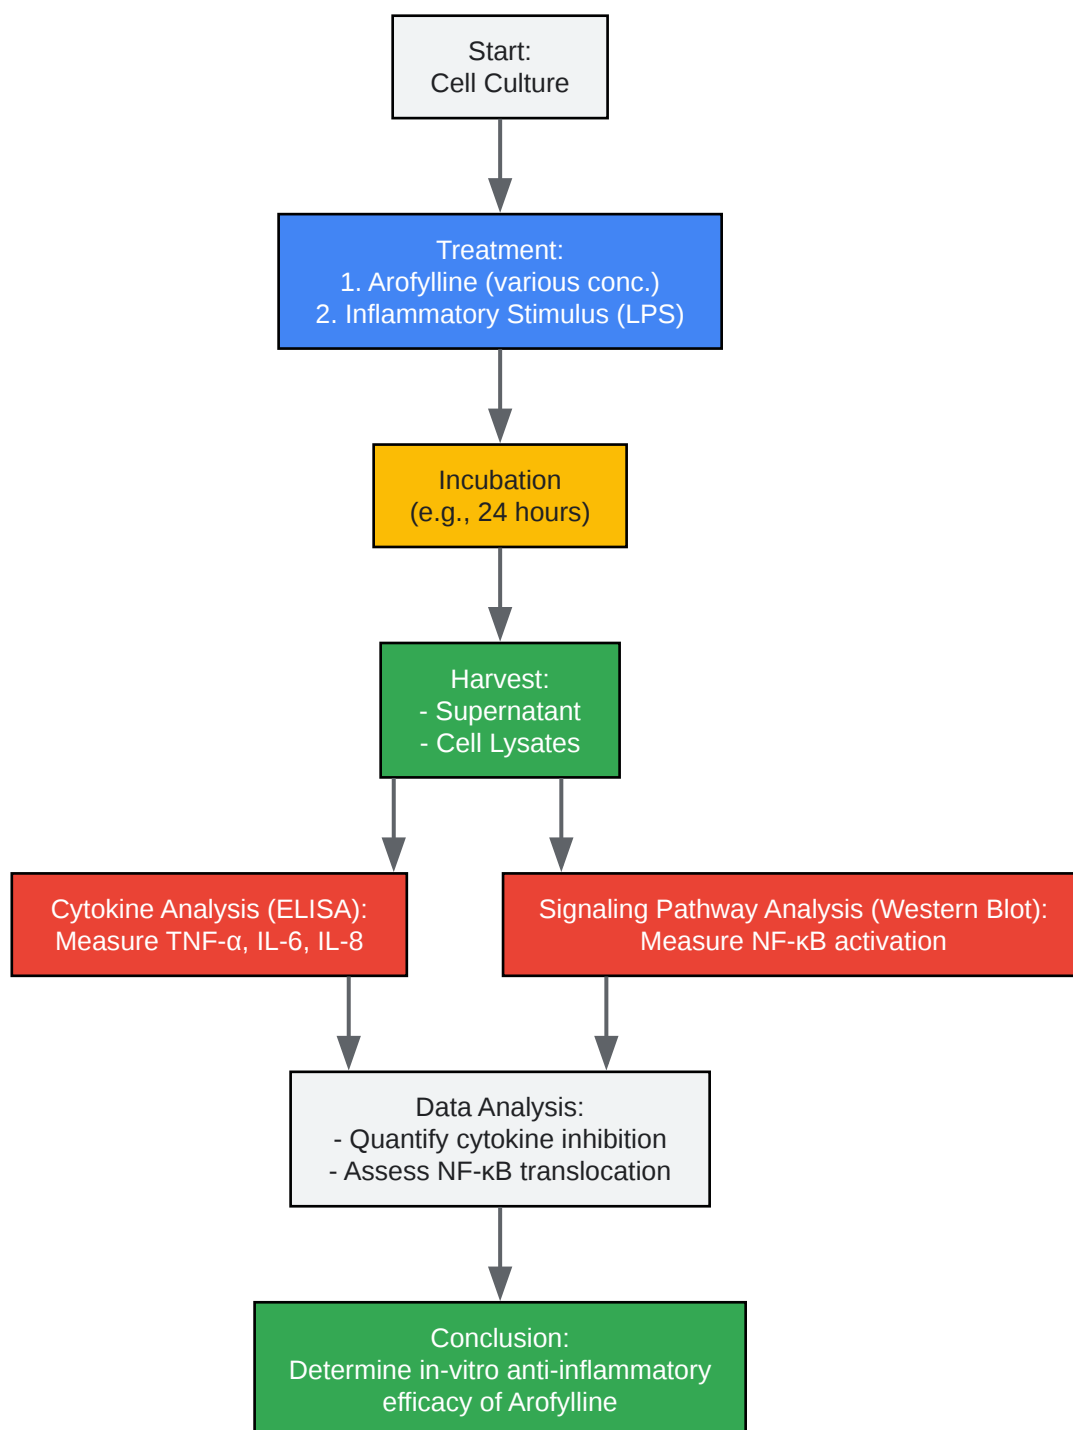 Start:
Cell Culture
Treatment:
1. Arofylline (various conc.)
2. Inflammatory Stimulus (LPS)
Incubation
(e.g., 24 hours)
Harvest:
- Supernatant
- Cell Lysates
Cytokine Analysis (ELISA):
Measure TNF-α, IL-6, IL-8
Signaling Pathway Analysis (Western Blot):
Measure NF-κB activation
Data Analysis:
- Quantify cytokine inhibition
- Assess NF-κB translocation
Conclusion:
Determine in-vitro anti-inflammatory
efficacy of Arofylline